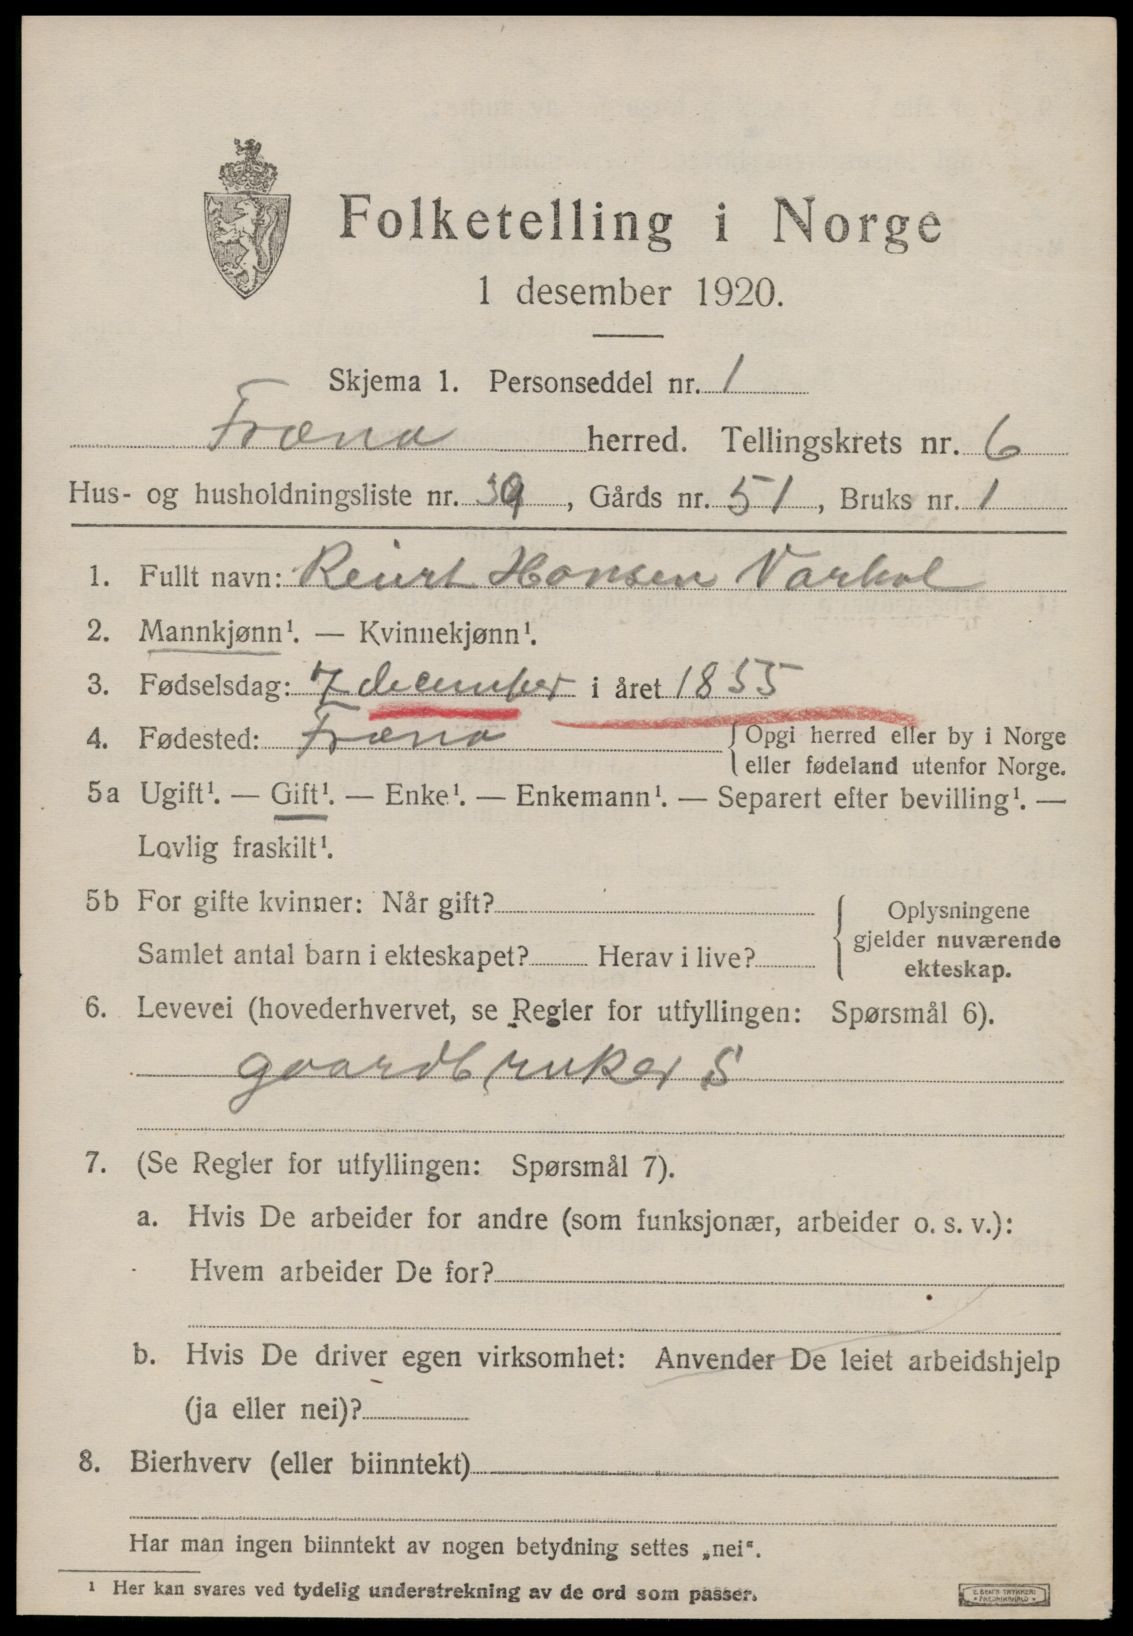 Folketelling i Norge
1 desember 1920.
Skjema 1. Personseddel nr. 1
Fræna herred. Tellingskrets nr. 6
Hus- og husholdningsliste nr. 39, Gårds nr. 51, Bruks nr. 1
1. Fullt navn: Hansen Varhol
2. Mannkjønn¹. — Kvinnekjønn¹.
3. Fødselsdag: 7 december i året 1855
4. Fødested: Fræna {Opgi herred eller by i Norge
eller fødeland utenfor Norge.
5a Ugift¹. — Gift¹. — Enke¹. — Enkemann¹. — Separert efter bevilling¹. —
Lovlig fraskilt¹.
5b For gifte kvinner: Når gift?
Samlet antal barn i ekteskapet? Herav i live?
{Oplysningene
gjelder nuværende
ekteskap.
6. Levevei (hovederhvervet, se Regler for utfyllingen: Spørsmål 6).
gaardbruker S
7. (Se Regler for utfyllingen: Spørsmål 7).
a. Hvis De arbeider for andre (som funksjonær, arbeider o. s. v.):
Hvem arbeider De for?
b. Hvis De driver egen virksomhet: Anvender De leiet arbeidshjelp
(ja eller nei)?
8. Bierhverv (eller biinntekt)
Har man ingen biinntekt av nogen betydning settes „nei“.
¹ Her kan svares ved tydelig understrekning av de ord som passer.